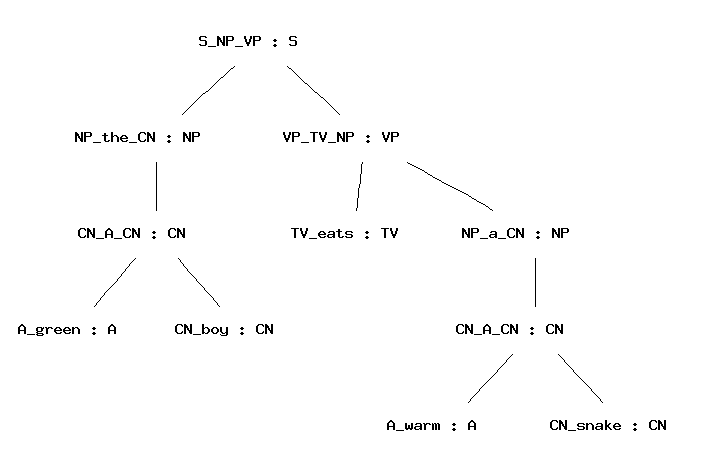 S_NP_VP : S
NP_the_CN : NP
VP_TV_NP : VP
CN_A_CN : CN
TV_eats : TV
NP_a_CN : NP
A_green : A
CN_boy : CN
CN_A_CN : CN
A_warm : A
CN_snake : CN